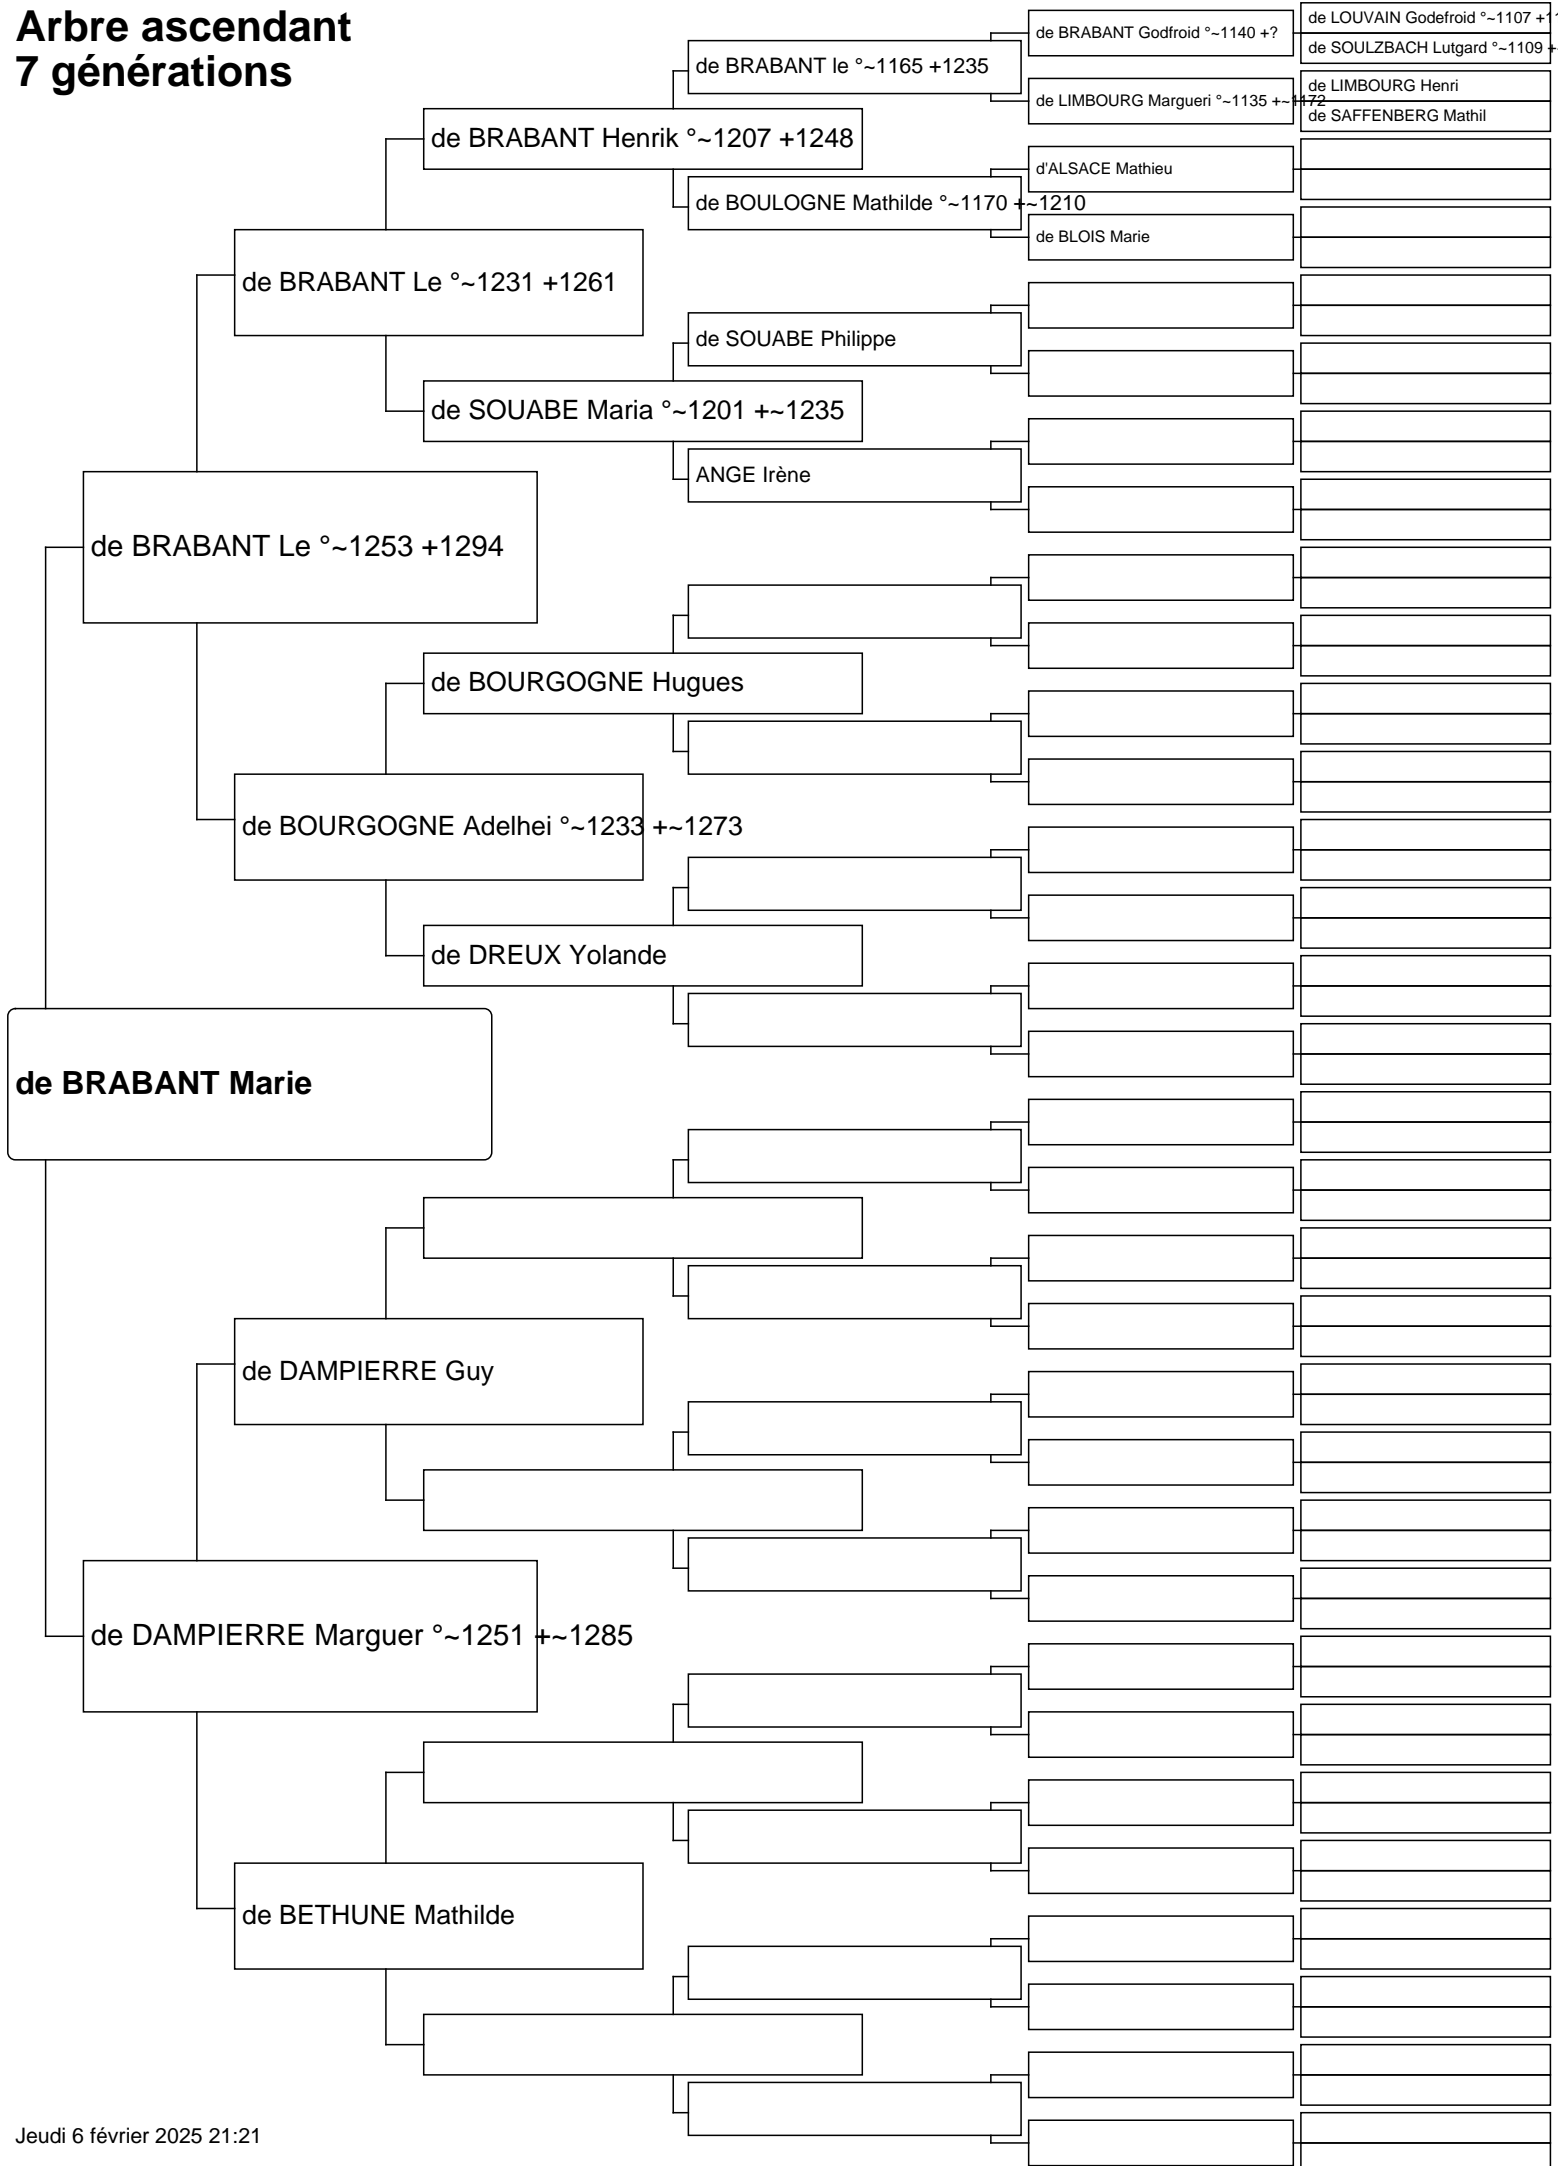 Arbre ascendant
7 générations
de BRABANT Marie
de BRABANT Le °~1253 +1294
de DAMPIERRE Marguer °~1251 +~1285
de BRABANT Le °~1231 +1261
de BOURGOGNE Adelhei °~1233 +~1273
de DAMPIERRE Guy
de BETHUNE Mathilde
de BRABANT Henrik °~1207 +1248
de SOUABE Maria °~1201 +~1235
de BOURGOGNE Hugues
de DREUX Yolande
de BRABANT le °~1165 +1235
de BOULOGNE Mathilde °~1170 +~1210
de SOUABE Philippe
ANGE Irène
de BRABANT Godfroid °~1140 +?
de LIMBOURG Margueri °~1135 +~1172
d'ALSACE Mathieu
de BLOIS Marie
de LOUVAIN Godefroid °~1107
de SOULZBACH Lutgard °~1109
de LIMBOURG Henri
de SAFFENBERG Mathil
Jeudi 6 février 2025 21:21